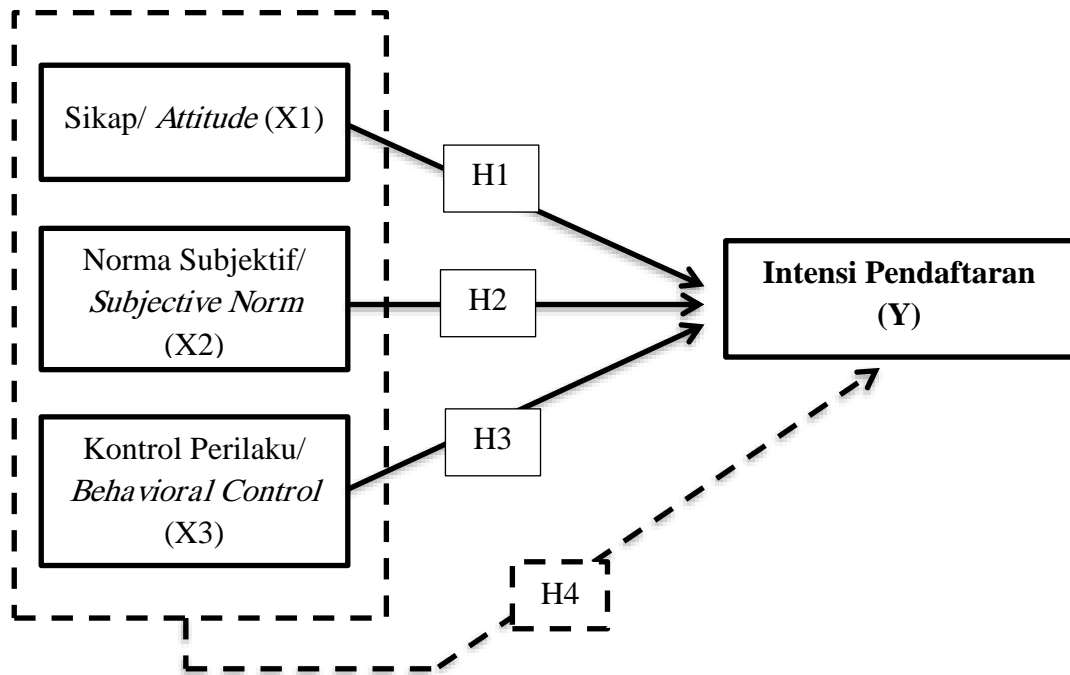 Sikap/ Attitude (X1)
H1
Norma Subjektif/
Subjective Norm
(X2)
H2
Intensi Pendaftaran
(Y)
Kontrol Perilaku/
Behavioral Control
(X3)
H3
H4